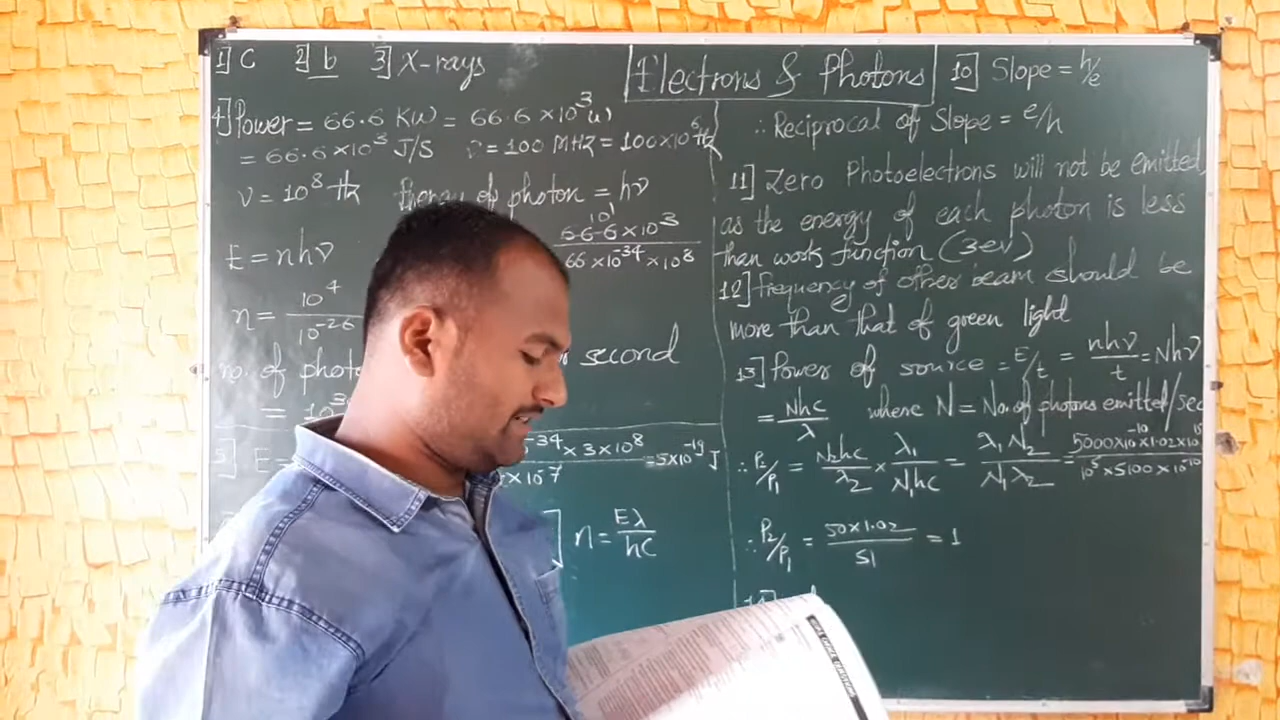 1] C 2] b 3] X-rays
4] Power = 66.6 KW = 66.6 × 10³ W
= 66.6 × 10³ J/S ν = 100 MHz = 100×10⁶ Hz
ν = 10⁸ Hz Energy of photon = hν
E = nhν
6.6.6 × 10³
66 × 10⁻³⁴ × 10⁸
n = 10⁴ / 10⁻²⁶
no. of
second
5] E =
⁻³⁴ × 3 × 10⁸
× 10⁻⁷
= 5×10⁻¹⁹ J
n = Eλ / hc
Electrons & Photons
10] Slope = h/e
∴ Reciprocal of Slope = e/h
11] Zero Photoelectrons will not be emitted,
as the energy of each photon is less
than work function (3ev)
12] frequency of other beam should be
more than that of green light
13] Power of source = E/t = nhν/t = Nhν
= Nhc/λ where N = No. of photons emitted/sec
∴ P₂/P₁ = N₂hc/λ₂ × λ₁/N₁hc = λ₁N₂/N₁λ₂ = 5000×10⁻¹⁰×1.02×10¹⁵ / 10¹⁵×5100×10⁻¹⁰
∴ P₂/P₁ = 50×1.02 / 51 = 1